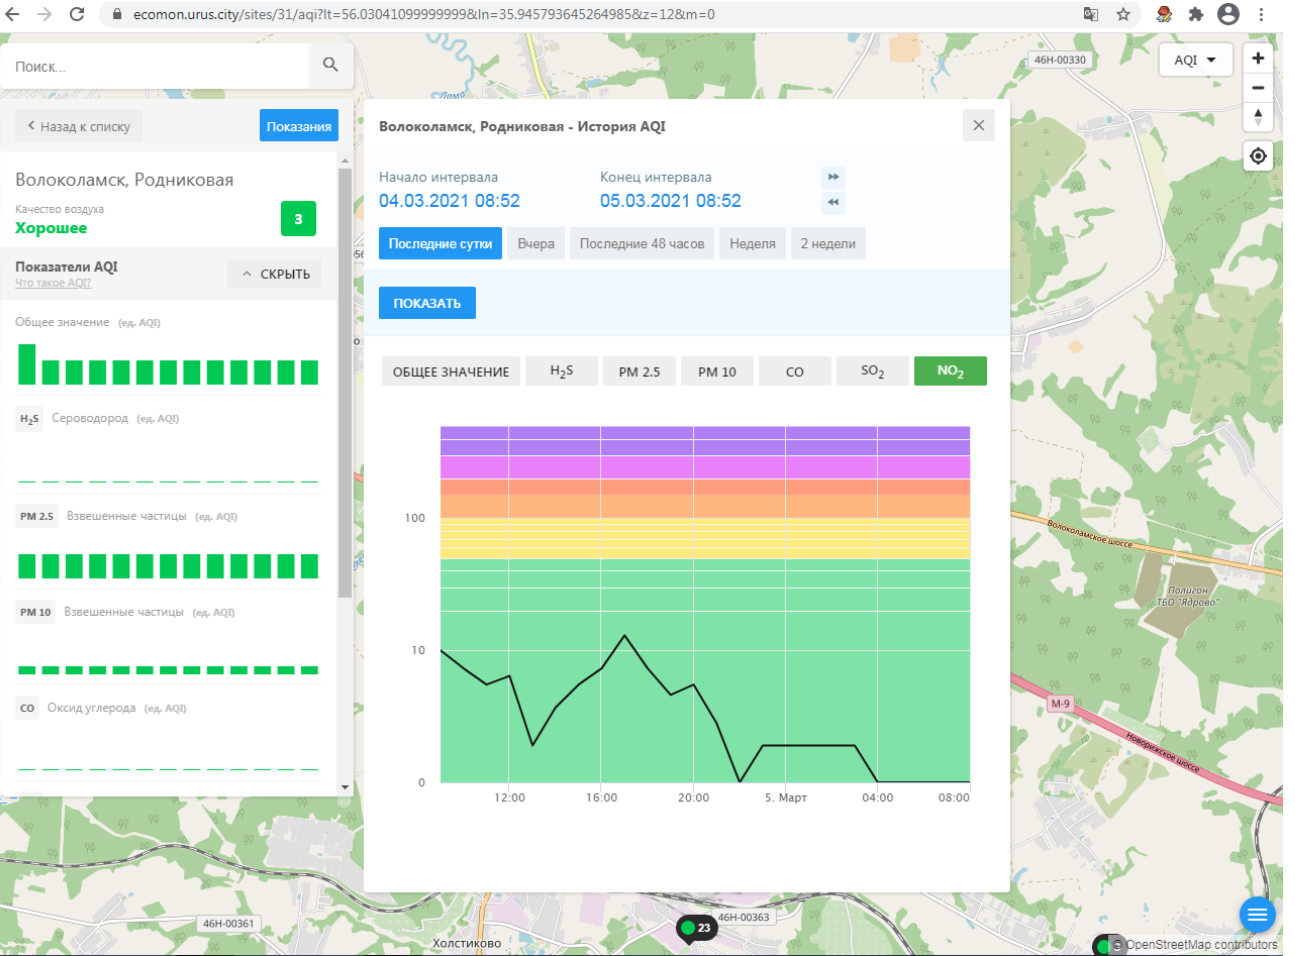 ecomon.urus.city/sites/31/aqi?lt=56.03041099999999&ln=35.945793645264985&z=12&m=0
Поиск...
46Н-00330
AQI
Назад к списку
Показания
Волоколамск, Родниковая
Качество воздуха
Хорошее
3
Показатели AQI
Что такое AQI?
СКРЫТЬ
Общее значение (ед. AQI)
H₂S Сероводород (ед. AQI)
PM 2.5 Взвешенные частицы (ед. AQI)
PM 10 Взвешенные частицы (ед. AQI)
CO Оксид углерода (ед. AQI)
Волоколамск, Родниковая - История AQI
Начало интервала
04.03.2021 08:52
Конец интервала
05.03.2021 08:52
Последние сутки
Вчера
Последние 48 часов
Неделя
2 недели
ПОКАЗАТЬ
ОБЩЕЕ ЗНАЧЕНИЕ
H₂S
PM 2.5
PM 10
CO
SO₂
NO₂
100
10
0
12:00
16:00
20:00
5. Март
04:00
08:00
Волоколамское шоссе
Полигон
ТБО "Ядрово"
М-9
Новорижское шоссе
46Н-00361
Холстиково
23
46Н-00363
© OpenStreetMap contributors